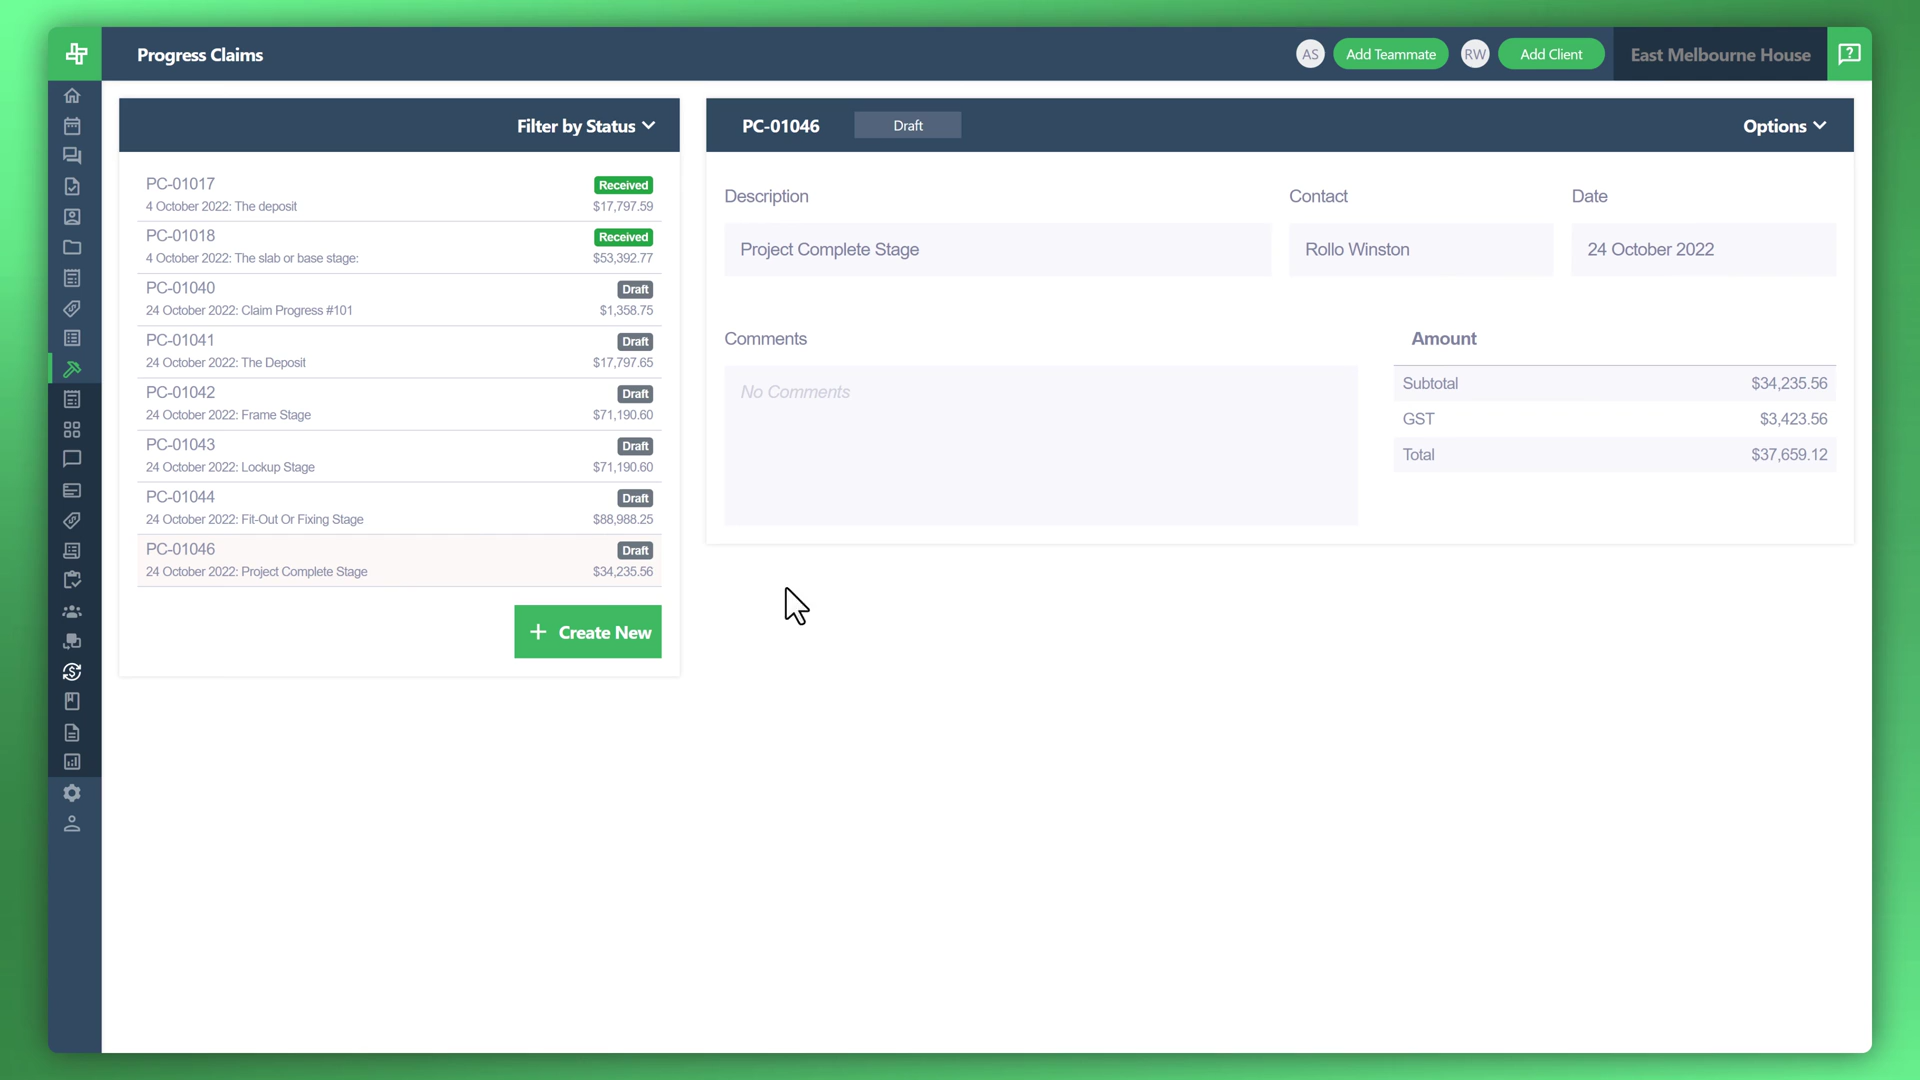 Progress Claims
AS
Add Teammate
RW
Add Client
East Melbourne House
Filter by Status
PC-01017
Received
4 October 2022: The deposit
$17,797.59
PC-01018
Received
4 October 2022: The slab or base stage:
$53,392.77
PC-01040
Draft
24 October 2022: Claim Progress #101
$1,358.75
PC-01041
Draft
24 October 2022: The Deposit
$17,797.65
PC-01042
Draft
24 October 2022: Frame Stage
$71,190.60
PC-01043
Draft
24 October 2022: Lockup Stage
$71,190.60
PC-01044
Draft
24 October 2022: Fit-Out Or Fixing Stage
$88,988.25
PC-01046
Draft
24 October 2022: Project Complete Stage
$34,235.56
+ Create New
PC-01046
Draft
Options
Description
Contact
Date
Project Complete Stage
Rollo Winston
24 October 2022
Comments
No Comments
Amount
Subtotal
$34,235.56
GST
$3,423.56
Total
$37,659.12